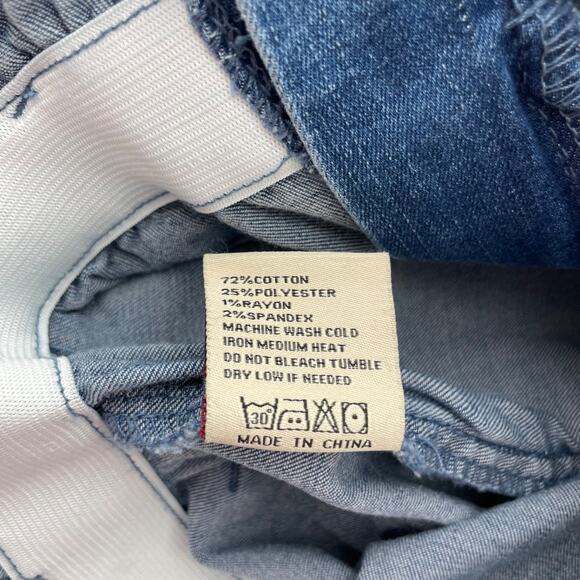 72%COTTON
25%POLYESTER
1%RAYON
2%SPANDEX
MACHINE WASH COLD
IRON MEDIUM HEAT
DO NOT BLEACH TUMBLE
DRY LOW IF NEEDED
30°
MADE IN CHINA